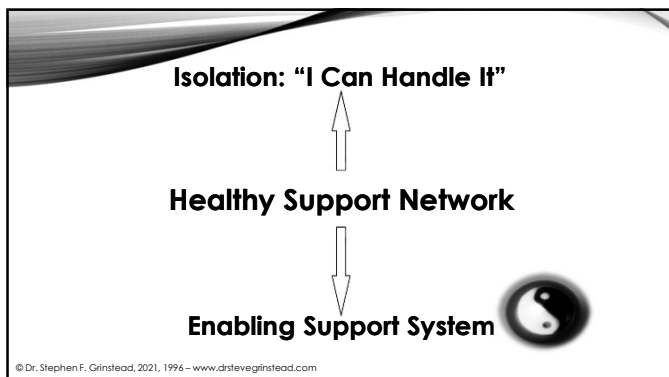 Isolation: “I Can Handle It”
Healthy Support Network
Enabling Support System
© Dr. Stephen F. Grinstead, 2021, 1996 – www.drstevegrinstead.com